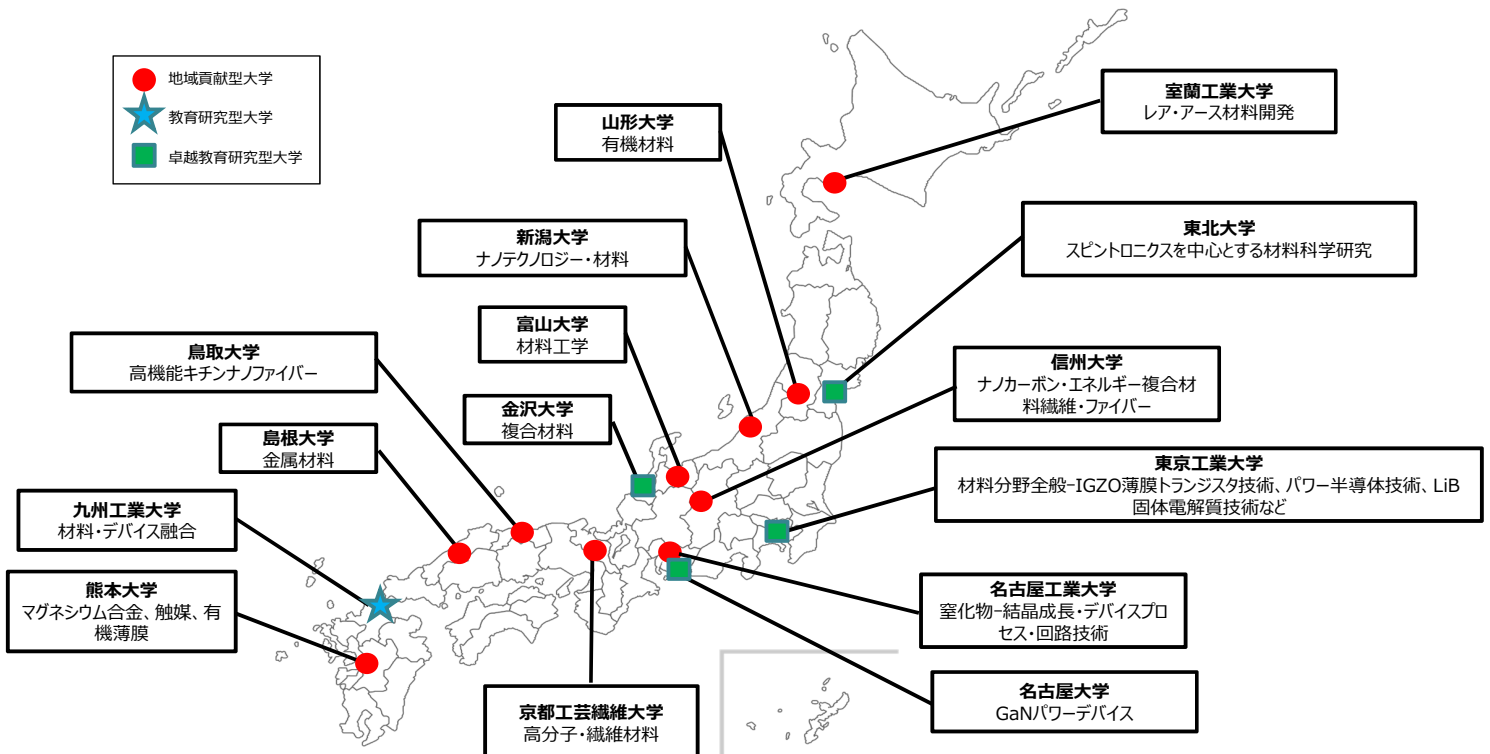 地域貢献型大学
教育研究型大学
卓越教育研究型大学
室蘭工業大学
レア・アース材料開発
山形大学
有機材料
東北大学
スピントロニクスを中心とする材料科学研究
新潟大学
ナノテクノロジー・材料
富山大学
材料工学
鳥取大学
高機能キチンナノファイバー
信州大学
ナノカーボン・エネルギー複合材
料繊維・ファイバー
金沢大学
複合材料
島根大学
金属材料
東京工業大学
材料分野全般−IGZO薄膜トランジスタ技術、パワー半導体技術、LiB
固体電解質技術など
九州工業大学
材料・デバイス融合
熊本大学
マグネシウム合金、触媒、有
機薄膜
名古屋工業大学
窒化物−結晶成長・デバイスプロ
セス・回路技術
京都工芸繊維大学
高分子・繊維材料
名古屋大学
GaNパワーデバイス